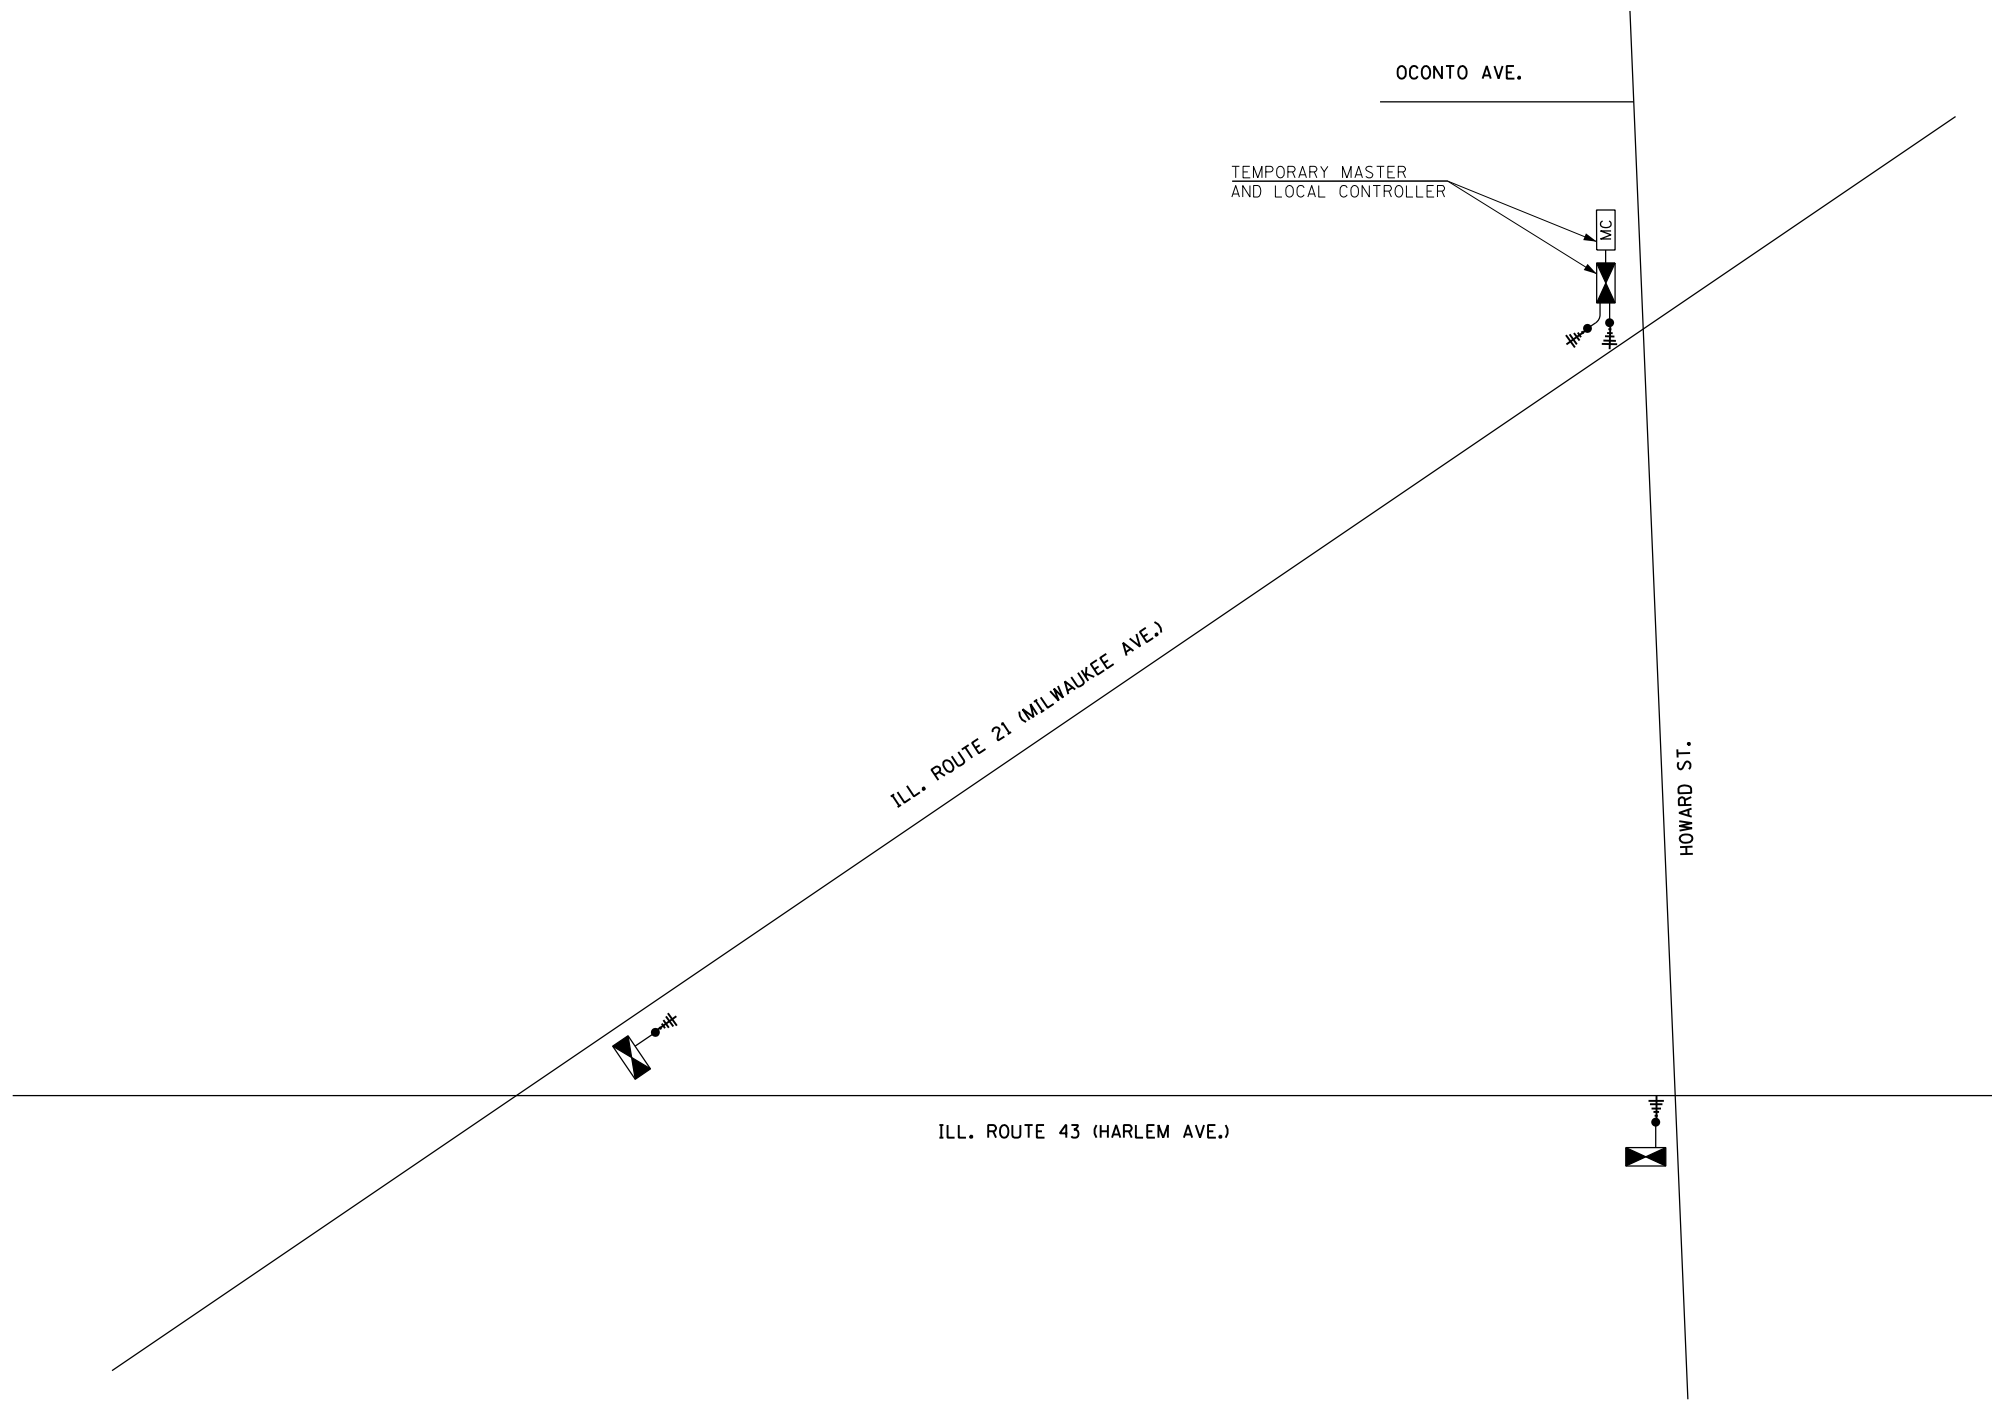 OCONTO AVE.
TEMPORARY MASTER
AND LOCAL CONTROLLER
MC
ILL. ROUTE 21 (MILWAUKEE AVE.)
HOWARD ST.
ILL. ROUTE 43 (HARLEM AVE.)